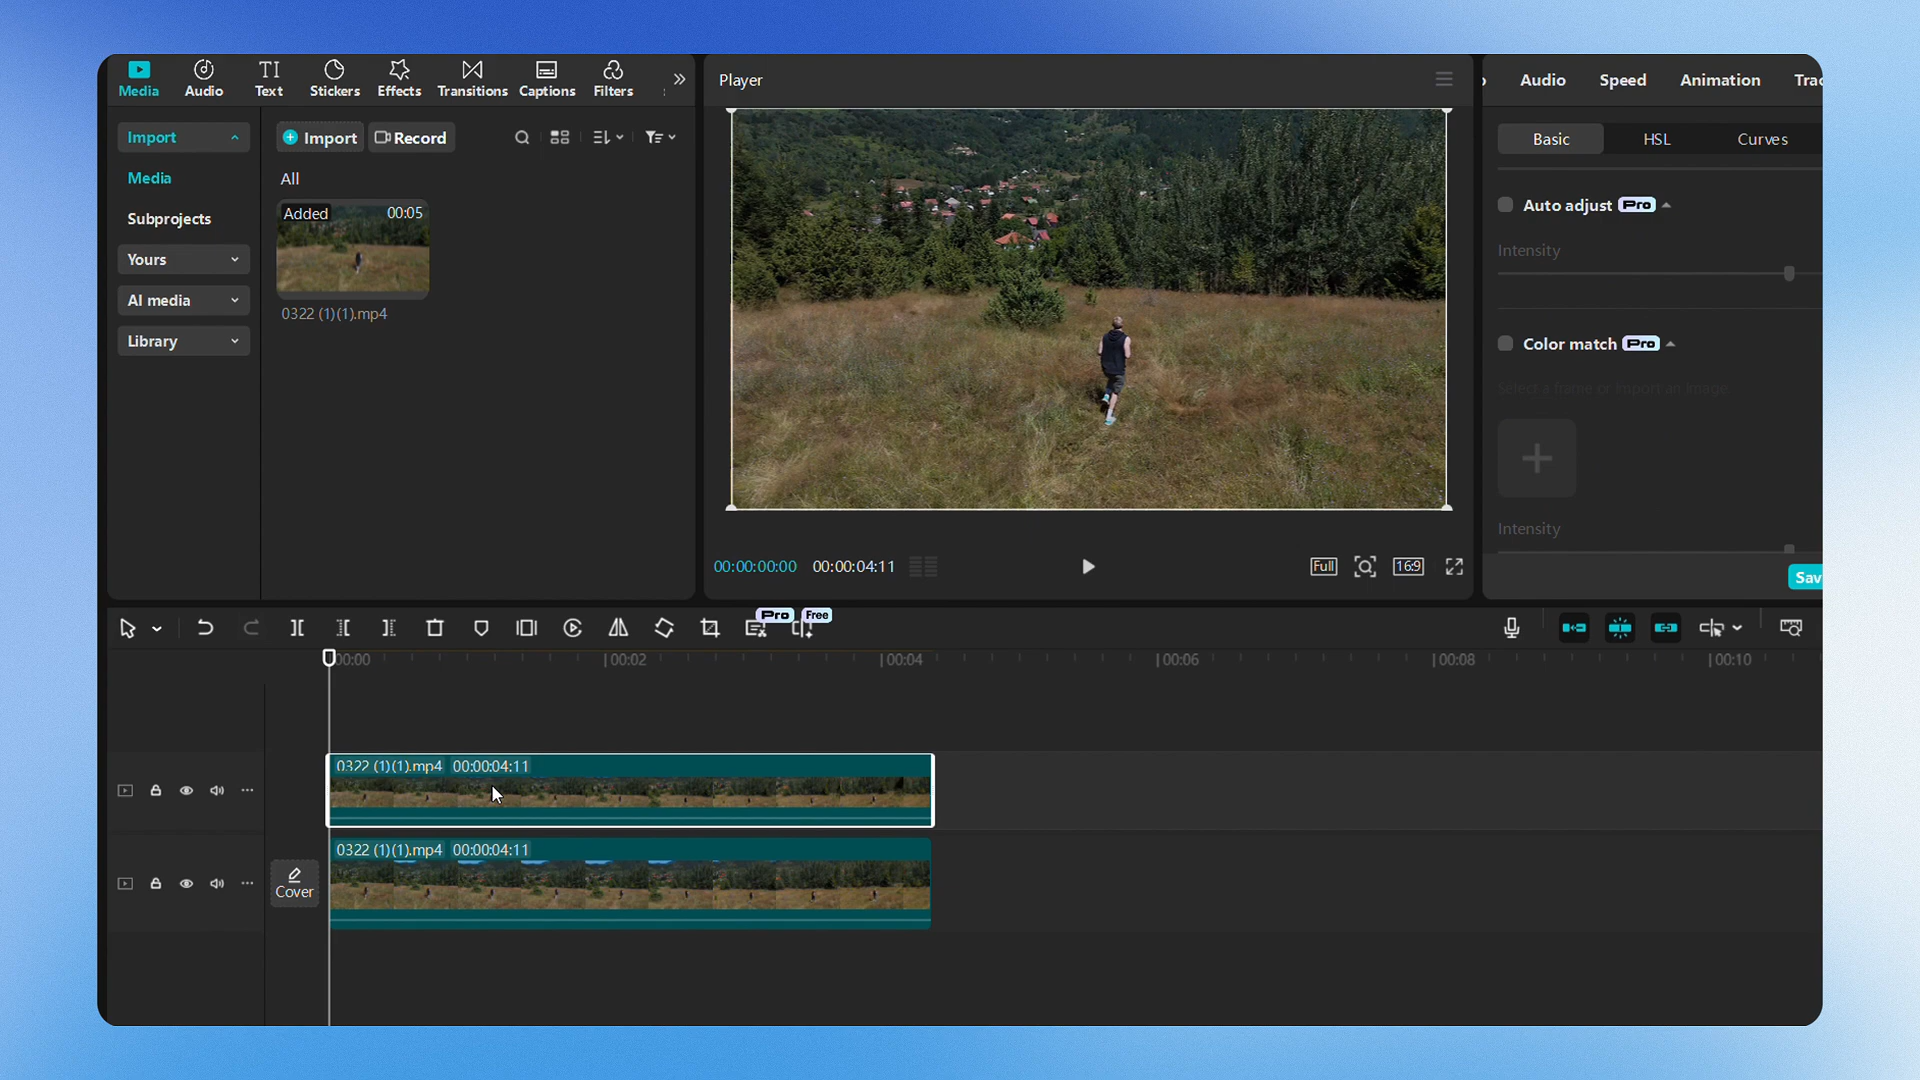 Media
Audio
TI
Text
Stickers
Effects
Transitions
Captions
Filters
Player
Audio
Speed
Animation
Trac
Import
Media
Subprojects
Yours
AI media
Library
Import
Record
All
Added
00:05
0322 (1)(1).mp4
Basic
HSL
Curves
Auto adjust Pro
Intensity
Color match Pro
Select a frame or import an image
Intensity
Sav
00:00:00:00
00:00:04:11
Full
16:9
Pro
Free
00:00
00:02
00:04
00:06
00:08
00:10
0322 (1)(1).mp4 00:00:04:11
0322 (1)(1).mp4 00:00:04:11
Cover